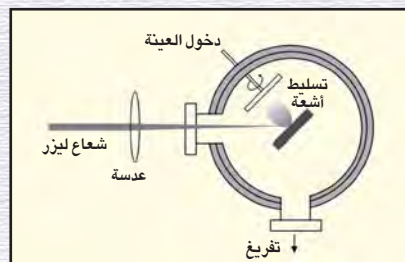 دخول العينة
تسليط
أشعة
شعاع ليزر
عدسة
تفريغ